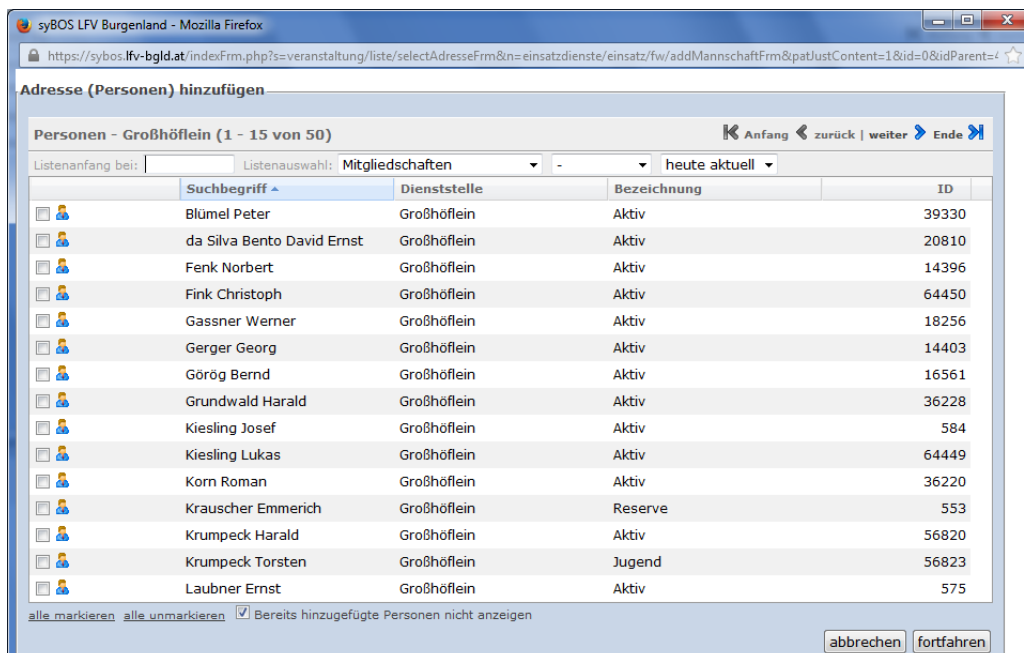 syBOS LFV Burgenland - Mozilla Firefox
https://sybos.lfv-bgld.at/indexFrm.php?s=veranstaltung/liste/selectAdresseFrm&n=einsatzdienste/einsatz/fw/addMannschaftFrm&patJustContent=1&id=0&idParent=4
Adresse (Personen) hinzufügen
Personen - Großhöflein (1 - 15 von 50) Anfang zurück | weiter Ende
Listenanfang bei: Listenauswahl: Mitgliedschaften - heute aktuell
Suchbegriff Dienststelle Bezeichnung ID
Blümel Peter Großhöflein Aktiv 39330
da Silva Bento David Ernst Großhöflein Aktiv 20810
Fenk Norbert Großhöflein Aktiv 14396
Fink Christoph Großhöflein Aktiv 64450
Gassner Werner Großhöflein Aktiv 18256
Gerger Georg Großhöflein Aktiv 14403
Görög Bernd Großhöflein Aktiv 16561
Grundwald Harald Großhöflein Aktiv 36228
Kiesling Josef Großhöflein Aktiv 584
Kiesling Lukas Großhöflein Aktiv 64449
Korn Roman Großhöflein Aktiv 36220
Krauscher Emmerich Großhöflein Reserve 553
Krumpeck Harald Großhöflein Aktiv 56820
Krumpeck Torsten Großhöflein Jugend 56823
Laubner Ernst Großhöflein Aktiv 575
alle markieren alle unmarkieren Bereits hinzugefügte Personen nicht anzeigen
abbrechen fortfahren